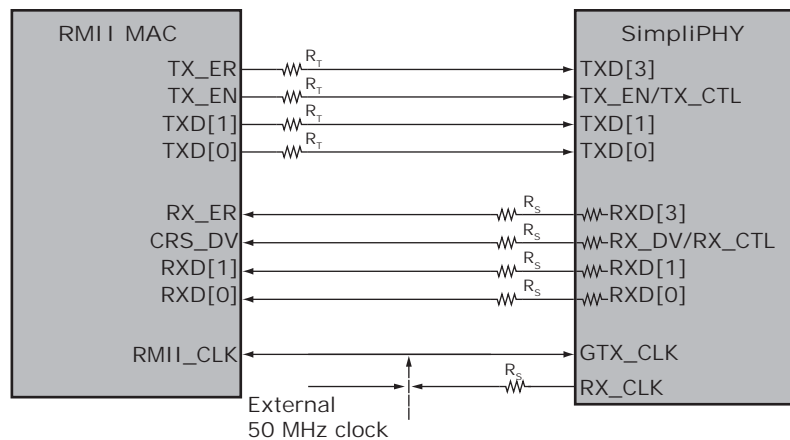 RMII MAC SimpliPHY
TX_ER R_T TXD[3]
TX_EN R_T TX_EN/TX_CTL
TXD[1] R_T TXD[1]
TXD[0] R_T TXD[0]
RX_ER R_S RXD[3]
CRS_DV R_S RX_DV/RX_CTL
RXD[1] R_S RXD[1]
RXD[0] R_S RXD[0]
RMII_CLK GTX_CLK
R_S RX_CLK
External
50 MHz clock